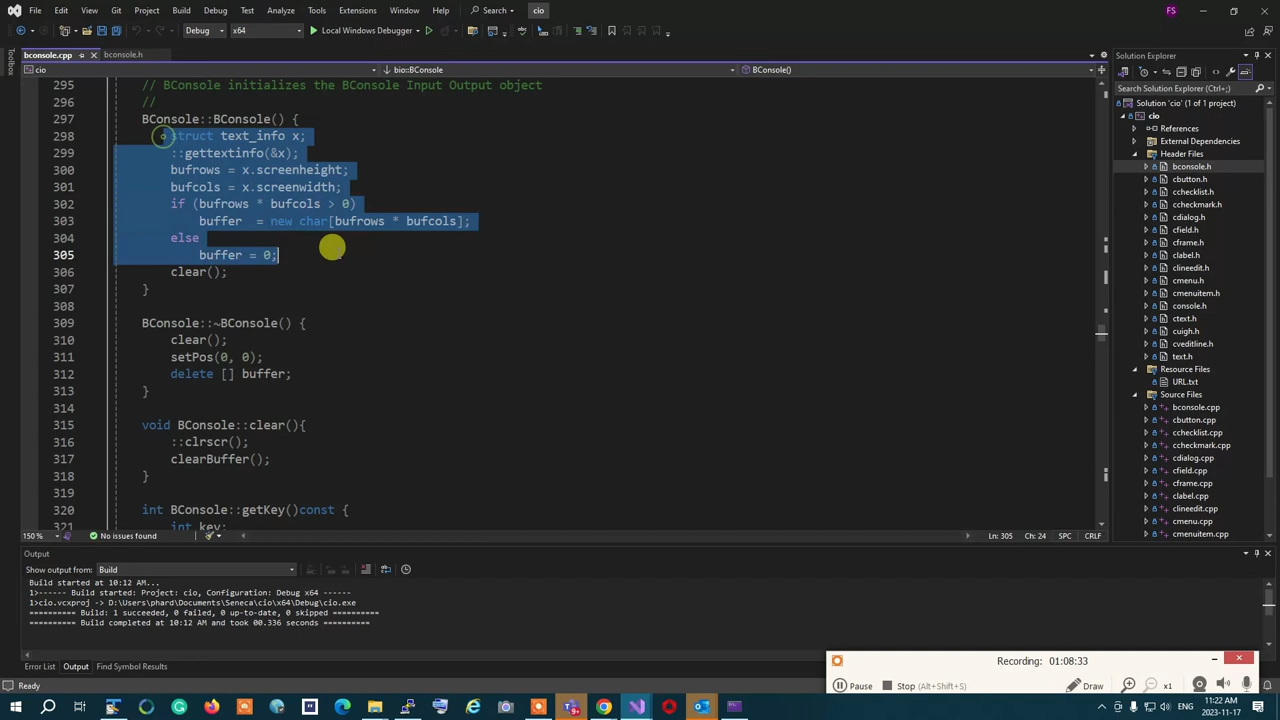 File Edit View Git Project Build Debug Test Analyze Tools Extensions Window Help Search cio FS
Debug x64 Local Windows Debugger
bconsole.cpp bconsole.h
cio bio::BConsole BConsole()
295 // BConsole initializes the BConsole Input Output object
296 //
297 BConsole::BConsole() {
298 struct text_info x;
299 ::gettextinfo(&x);
300 bufrows = x.screenheight;
301 bufcols = x.screenwidth;
302 if (bufrows * bufcols > 0)
303 buffer  = new char[bufrows * bufcols];
304 else
305 buffer = 0;
306 clear();
307 }
308
309 BConsole::~BConsole() {
310 clear();
311 setPos(0, 0);
312 delete [] buffer;
313 }
314
315 void BConsole::clear(){
316 ::clrscr();
317 clearBuffer();
318 }
319
320 int BConsole::getKey()const {
321 int key;
150 % No issues found Ln: 305 Ch: 24 SPC CRLF
Toolbox
Solution Explorer
Search Solution Explorer (Ctrl+;)
Solution 'cio' (1 of 1 project)
cio
References
External Dependencies
Header Files
bconsole.h
cbutton.h
cchecklist.h
ccheckmark.h
cdialog.h
cfield.h
cframe.h
clabel.h
clineedit.h
cmenu.h
cmenuitem.h
console.h
ctext.h
cuigh.h
cveditline.h
text.h
Resource Files
URL.txt
Source Files
bconsole.cpp
cbutton.cpp
cchecklist.cpp
ccheckmark.cpp
cdialog.cpp
cfield.cpp
cframe.cpp
clabel.cpp
clineedit.cpp
cmenu.cpp
cmenuitem.cpp
Output
Show output from: Build
Build started at 10:12 AM...
1>------ Build started: Project: cio, Configuration: Debug x64 ------
1>cio.vcxproj -> D:\Users\phard\Documents\Seneca\cio\x64\Debug\cio.exe
========== Build: 1 succeeded, 0 failed, 0 up-to-date, 0 skipped ==========
========== Build completed at 10:12 AM and took 00.336 seconds ==========
Error List Output Find Symbol Results
Ready
Recording: 01:08:33
Pause Stop (Alt+Shift+S) Draw x1
11:22 AM
2023-11-17